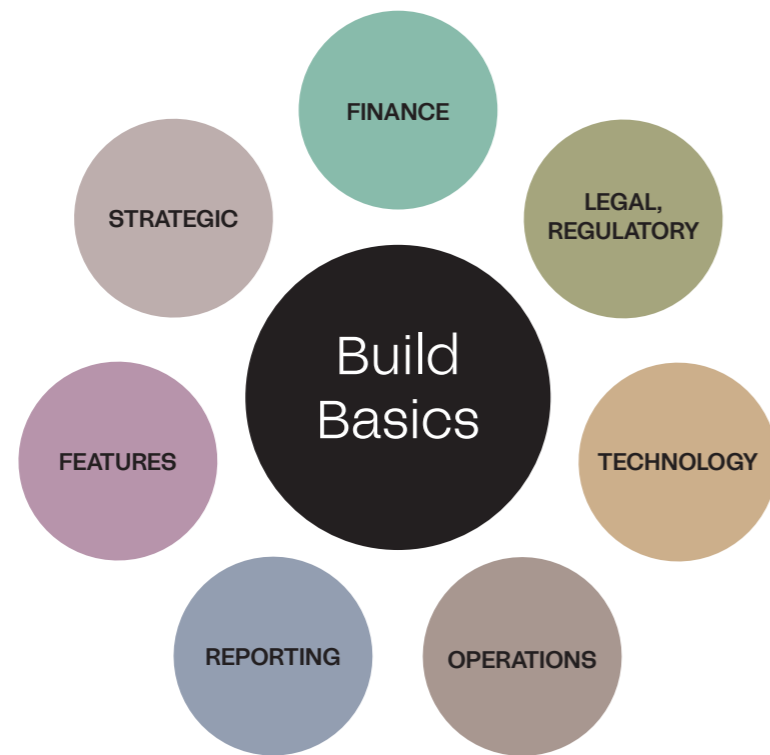 FINANCE
STRATEGIC
LEGAL,
REGULATORY
Build
Basics
FEATURES
TECHNOLOGY
REPORTING
OPERATIONS